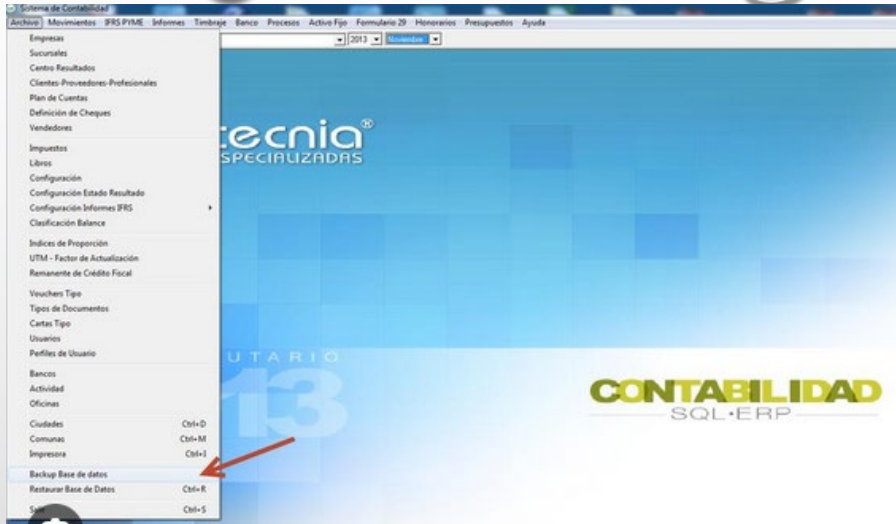 Sistema de Contabilidad
Archivo Movimientos IFRS PYME Informes Timbraje Banco Procesos Activo Fijo Formulario 29 Honorarios Presupuestos Ayuda
2013 Noviembre
Empresas
Sucursales
Centro Resultados
Clientes-Proveedores-Profesionales
Plan de Cuentas
Definición de Cheques
Vendedores
Impuestos
Libros
Configuración
Configuración Estado Resultado
Configuración Informes IFRS
Clasificación Balance
Indices de Proporción
UTM - Factor de Actualización
Remanente de Crédito Fiscal
Vouchers Tipo
Tipos de Documentos
Cartas Tipo
Usuarios
Perfiles de Usuario
Bancos
Actividad
Oficinas
Ciudades Ctrl+D
Comunas Ctrl+M
Impresora Ctrl+I
Backup Base de datos
Restaurar Base de Datos Ctrl+R
Salir Ctrl+S
tecnia®
ESPECIALIZADAS
UTARIO
13
CONTABILIDAD
SQL•ERP